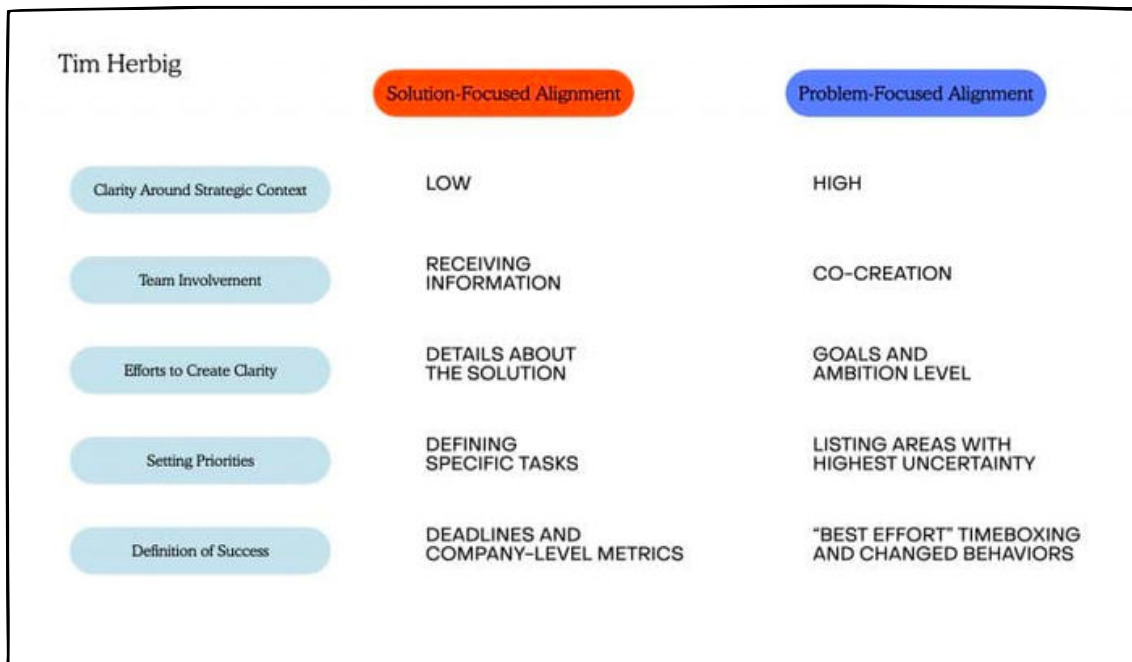 Tim Herbig
Solution-Focused Alignment
Problem-Focused Alignment
Clarity Around Strategic Context
LOW
HIGH
Team Involvement
RECEIVING
INFORMATION
CO-CREATION
Efforts to Create Clarity
DETAILS ABOUT
THE SOLUTION
GOALS AND
AMBITION LEVEL
Setting Priorities
DEFINING
SPECIFIC TASKS
LISTING AREAS WITH
HIGHEST UNCERTAINTY
Definition of Success
DEADLINES AND
COMPANY-LEVEL METRICS
“BEST EFFORT” TIMEBOXING
AND CHANGED BEHAVIORS